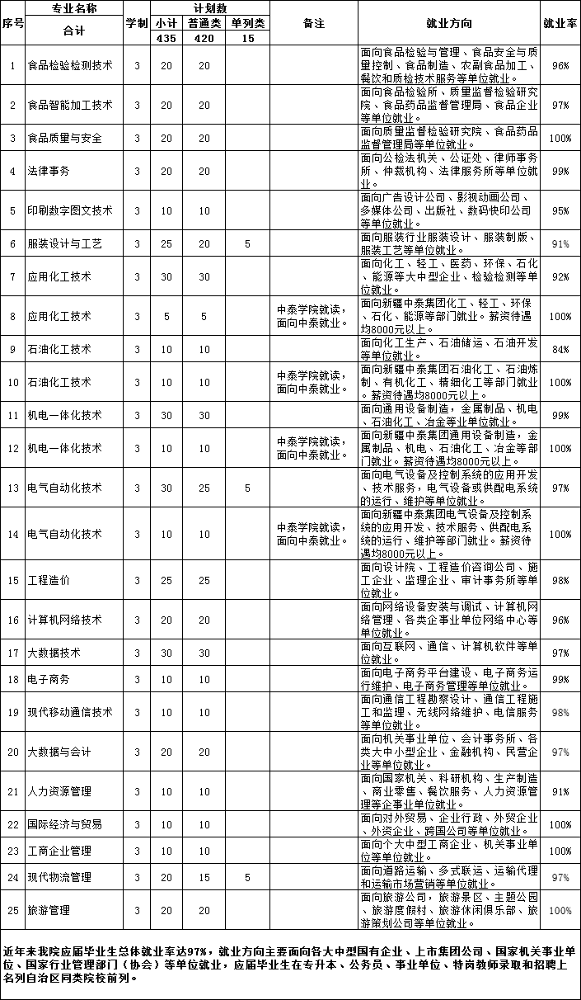 序号 专业名称 学制 计划数 备注 就业方向 就业率
合计 小计 普通类 单列类
435 420 15
1 食品检验检测技术 3 20 20 面向食品检验与管理、食品安全与质量控制、食品制造、农副食品加工、餐饮和质检技术服务等单位就业。 96%
2 食品智能加工技术 3 20 20 面向食品检验所、质量监督检验研究院、食品药品监督管理局、食品企业等单位就业。 97%
3 食品质量与安全 3 20 20 面向质量监督检验研究院、食品药品监督管理局等单位就业。 100%
4 法律事务 3 20 20 面向公检法机关、公证处、律师事务所、仲裁机构、法律服务所等单位就业。 99%
5 印刷数字图文技术 3 10 10 面向广告设计公司、影视动画公司、多媒体公司、出版社、数码快印公司等单位就业。 95%
6 服装设计与工艺 3 25 20 5 面向服装行业服装设计、服装制版、服装工艺等单位就业。 91%
7 应用化工技术 3 30 30 面向化工、轻工、医药、环保、石化、能源等大中型企业、检验检测等单位就业。 92%
8 应用化工技术 3 5 5 中泰学院就读，面向中泰就业。 面向新疆中泰集团化工、轻工、环保、石化、能源等部门就业。薪资待遇均8000元以上。 100%
9 石油化工技术 3 10 10 面向化工生产、石油储运、石油开发等单位就业。 84%
10 石油化工技术 3 10 10 中泰学院就读，面向中泰就业。 面向新疆中泰集团石油化工、石油炼制、有机化工、精细化工等部门就业。薪资待遇均8000元以上。 100%
11 机电一体化技术 3 30 30 面向通用设备制造，金属制品、机电、石油化工、冶金等业单位就业。 99%
12 机电一体化技术 3 10 10 中泰学院就读，面向中泰就业。 面向新疆中泰集团通用设备制造，金属制品、机电、石油化工、冶金等部门就业。薪资待遇均8000元以上。 100%
13 电气自动化技术 3 30 25 5 面向电气设备及控制系统的应用开发、技术服务，电气设备或供配电系统的运行、维护等单位就业。 97%
14 电气自动化技术 3 10 10 中泰学院就读，面向中泰就业。 面向新疆中泰集团电气设备及控制系统的应用开发、技术服务、供配电系统的运行、维护等部门就业。薪资待遇均8000元以上。 100%
15 工程造价 3 25 25 面向设计院、工程造价咨询公司、施工企业、监理企业、审计事务所等单位就业。 98%
16 计算机网络技术 3 20 20 面向网络设备安装与调试、计算机网络管理、各类企事业单位网络中心等单位就业。 96%
17 大数据技术 3 30 30 面向互联网、通信、计算机软件等单位就业。 97%
18 电子商务 3 10 10 面向电子商务平台建设、电子商务运行维护、电子商务管理等单位就业。 99%
19 现代移动通信技术 3 10 10 面向通信工程勘察设计、通信工程施工和监理、无线网络维护、电信服务等单位就业。 98%
20 大数据与会计 3 20 20 面向机关事业单位、会计事务所、各类大中小型企业、金融机构、民营企业等单位就业。 97%
21 人力资源管理 3 10 10 面向国家机关、科研机构、生产制造、商业零售、餐饮服务、人力资源管理等企事业单位就业。 91%
22 国际经济与贸易 3 10 10 面向对外贸易、企业行政、外贸企业、外资企业、跨国公司等单位就业。 100%
23 工商企业管理 3 10 10 面向个大中型工商企业、机关事业单位等单位就业。 100%
24 现代物流管理 3 20 15 5 面向道路运输、多式联运、运输代理和运输市场营销等单位就业。 97%
25 旅游管理 3 20 20 面向旅游公司，旅游景区、主题公园、旅游度假村、旅游休闲俱乐部、旅游策划公司等单位就业。 100%
近年来我院应届毕业生总体就业率达97%，就业方向主要面向各大中型国有企业、上市集团公司、国家机关事业单
位、国家行业管理部门（协会）等单位就业，应届毕业生在专升本、公务员、事业单位、特岗教师录取和招聘上
名列自治区同类院校前列。